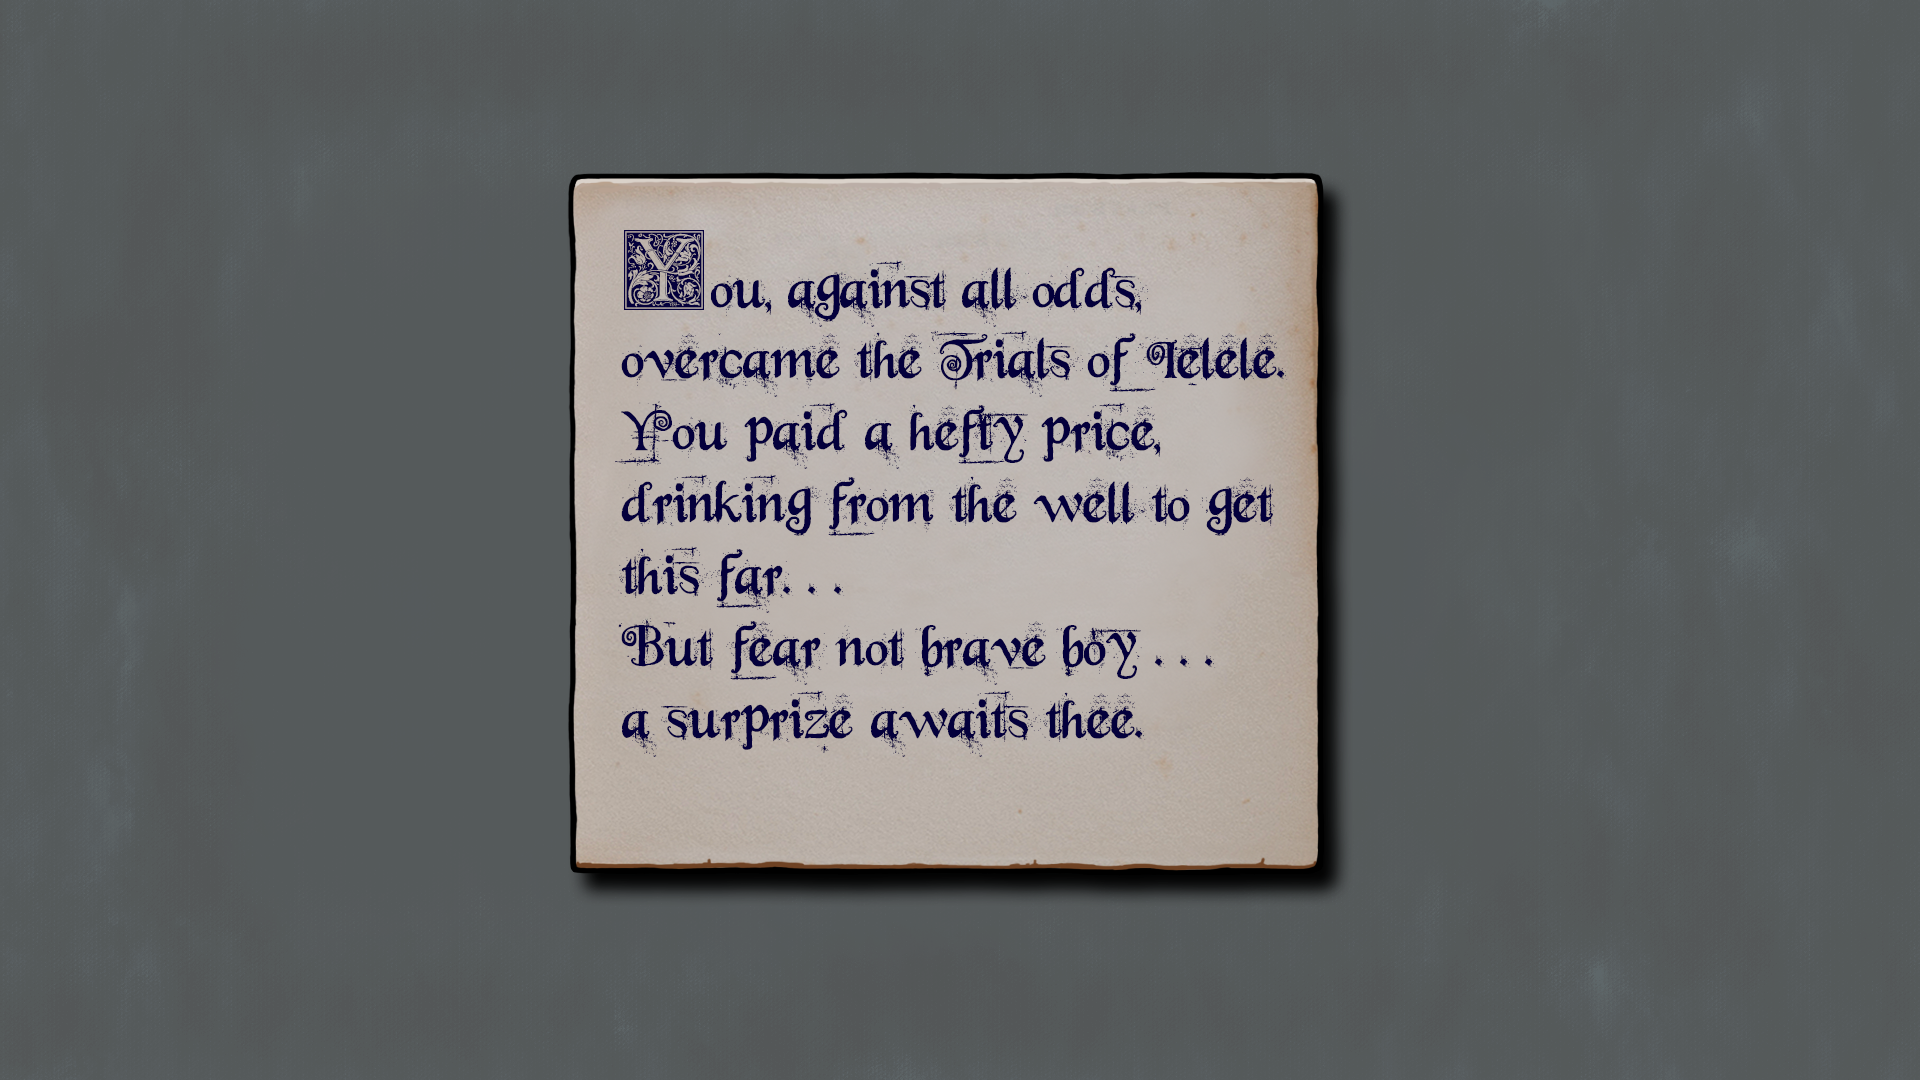 You, against all odds,
overcame the Trials of Ielele.
You paid a hefty price,
drinking from the well to get
this far. . .
But fear not brave boy . . .
a surprize awaits thee.